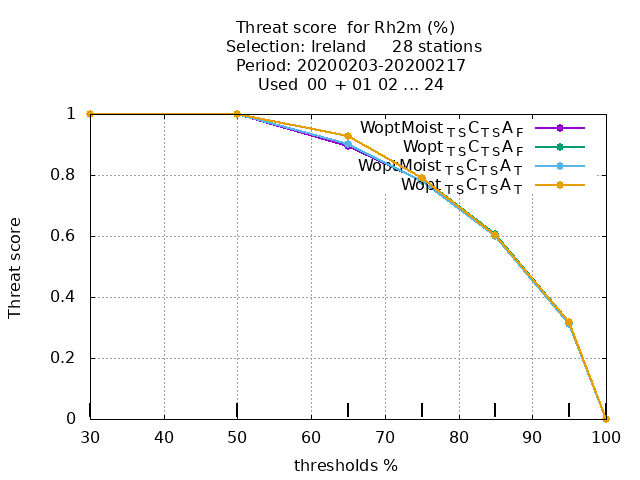 Threat score  for Rh2m (%)
Selection: Ireland     28 stations
Period: 20200203-20200217
Used  00 + 01 02 ... 24
1
WoptMoist TS C TS A F
Wopt TS C TS A F
WoptMoist TS C TS A T
Wopt TS C TS A T
0.8
0.6
0.4
0.2
0
Threat score
30 40 50 60 70 80 90 100
thresholds %